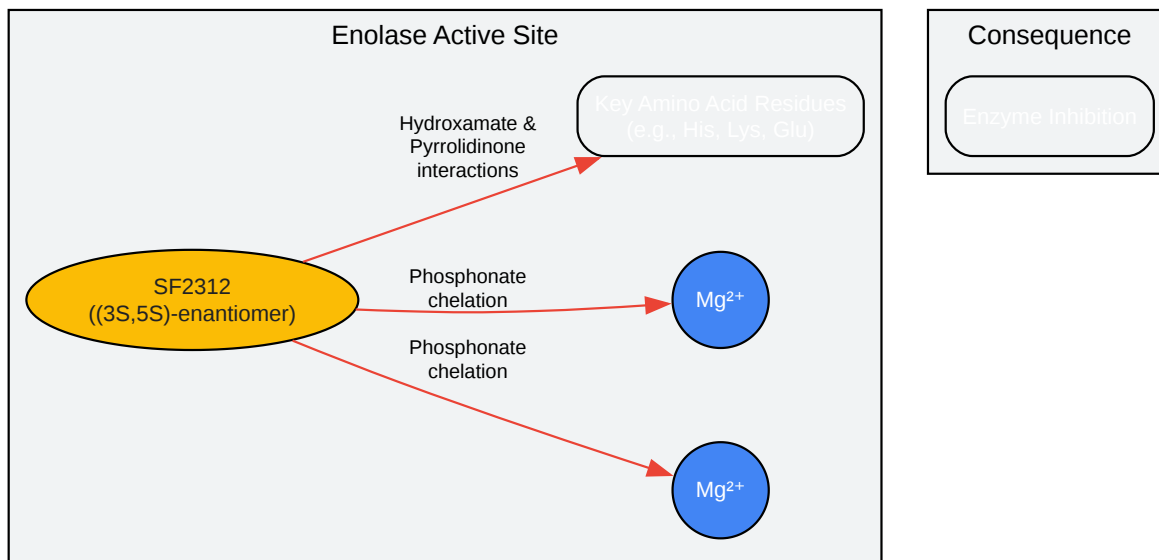 Enolase Active Site
Consequence
Key Amino Acid Residues
(e.g., His, Lys, Glu)
Enzyme Inhibition
Hydroxamate &
Pyrrolidinone
interactions
SF2312
((3S,5S)-enantiomer)
Phosphonate
chelation
Mg²⁺
Phosphonate
chelation
Mg²⁺